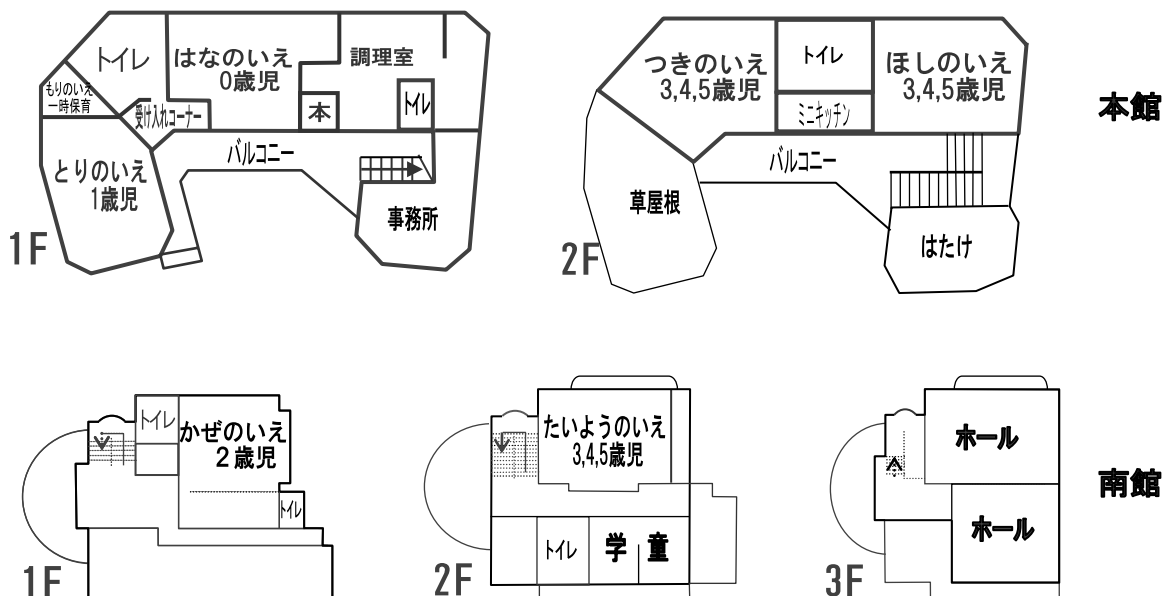 トイレ
はなのいえ
0歳児
調理室
もりのいえ
一時保育
受け入れコーナー
本
トイレ
とりのいえ
1歳児
バルコニー
事務所
1F
つきのいえ
3,4,5歳児
トイレ
ミニキッチン
ほしのいえ
3,4,5歳児
バルコニー
草屋根
はたけ
2F
本館
トイレ
かぜのいえ
2歳児
トイレ
1F
たいようのいえ
3,4,5歳児
トイレ
学童
2F
ホール
ホール
3F
南館